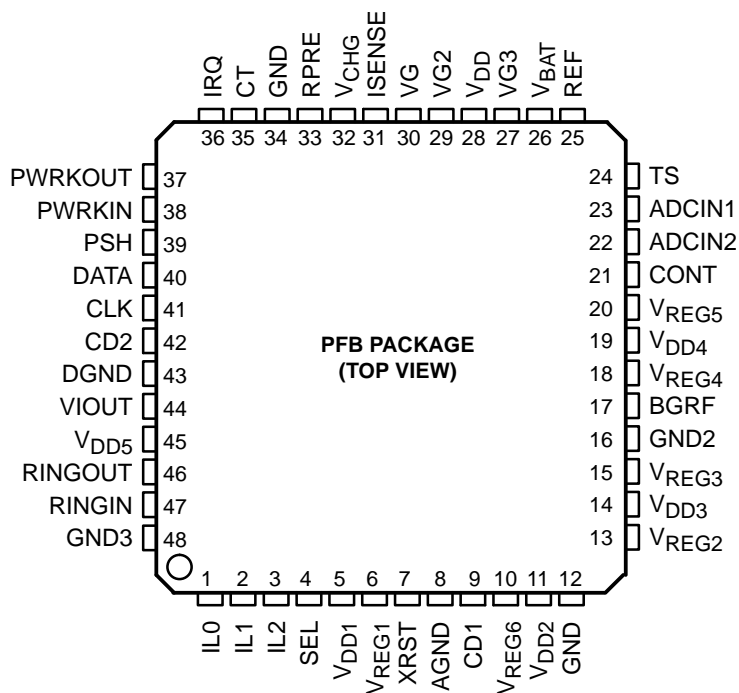 IRQ
CT
GND
RPRE
VCHG
ISENSE
VG
VG2
VDD
VG3
VBAT
REF
36 35 34 33 32 31 30 29 28 27 26 25
PWRKOUT 37
PWRKIN 38
PSH 39
DATA 40
CLK 41
CD2 42
DGND 43
VIOUT 44
VDD5 45
RINGOUT 46
RINGIN 47
GND3 48
PFB PACKAGE
(TOP VIEW)
24 TS
23 ADCIN1
22 ADCIN2
21 CONT
20 VREG5
19 VDD4
18 VREG4
17 BGRF
16 GND2
15 VREG3
14 VDD3
13 VREG2
1 2 3 4 5 6 7 8 9 10 11 12
IL0
IL1
IL2
SEL
VDD1
VREG1
XRST
AGND
CD1
VREG6
VDD2
GND